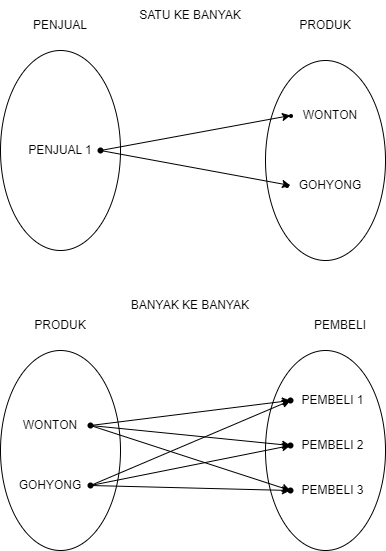 SATU KE BANYAK
PENJUAL
PRODUK
WONTON
PENJUAL 1
GOHYONG
BANYAK KE BANYAK
PRODUK
PEMBELI
PEMBELI 1
WONTON
PEMBELI 2
GOHYONG
PEMBELI 3